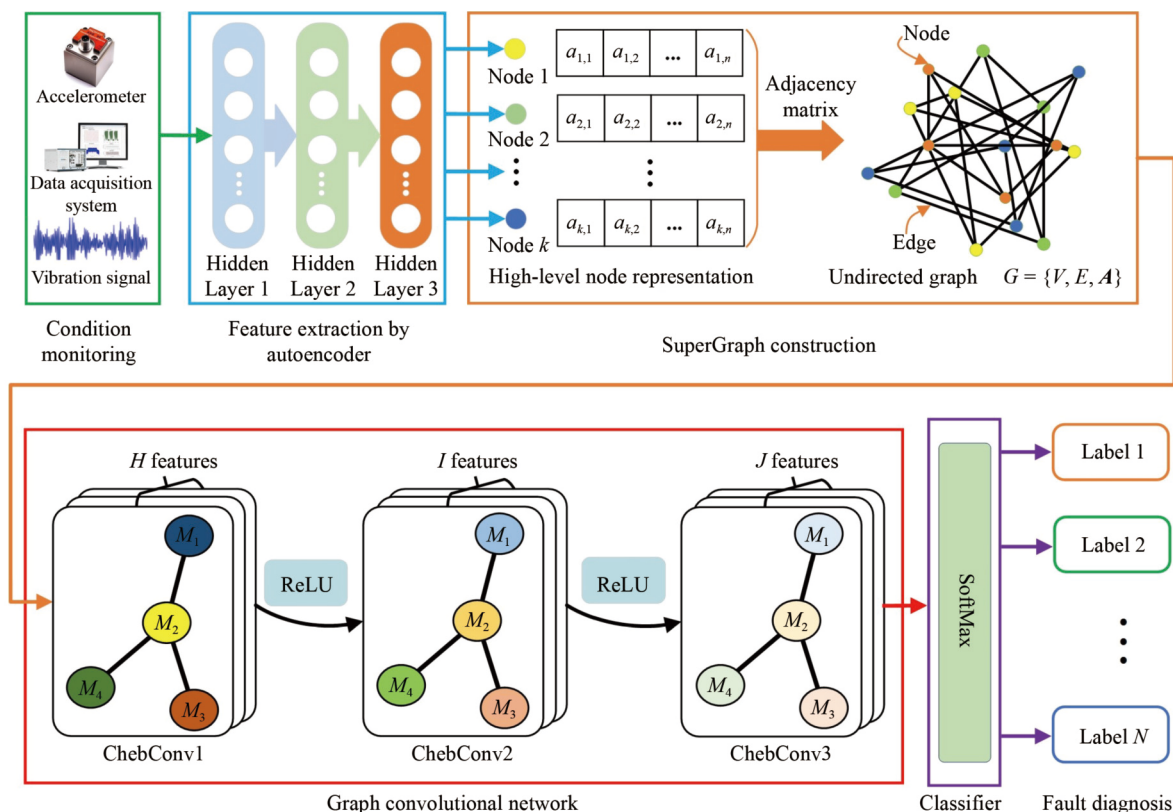 Accelerometer
Data acquisition
system
Vibration signal
Condition
monitoring
Hidden
Layer 1
Hidden
Layer 2
Hidden
Layer 3
Feature extraction by
autoencoder
Node 1
Node 2
Node k
a1,1 a1,2 ... a1,n
a2,1 a2,2 ... a2,n
ak,1 ak,2 ... ak,n
High-level node representation
Adjacency
matrix
Node
Edge
Undirected graph
G = {V, E, A}
SuperGraph construction
H features
M1
M2
M4
M3
ChebConv1
ReLU
I features
M1
M2
M4
M3
ChebConv2
ReLU
J features
M1
M2
M4
M3
ChebConv3
Graph convolutional network
SoftMax
Classifier
Label 1
Label 2
Label N
Fault diagnosis